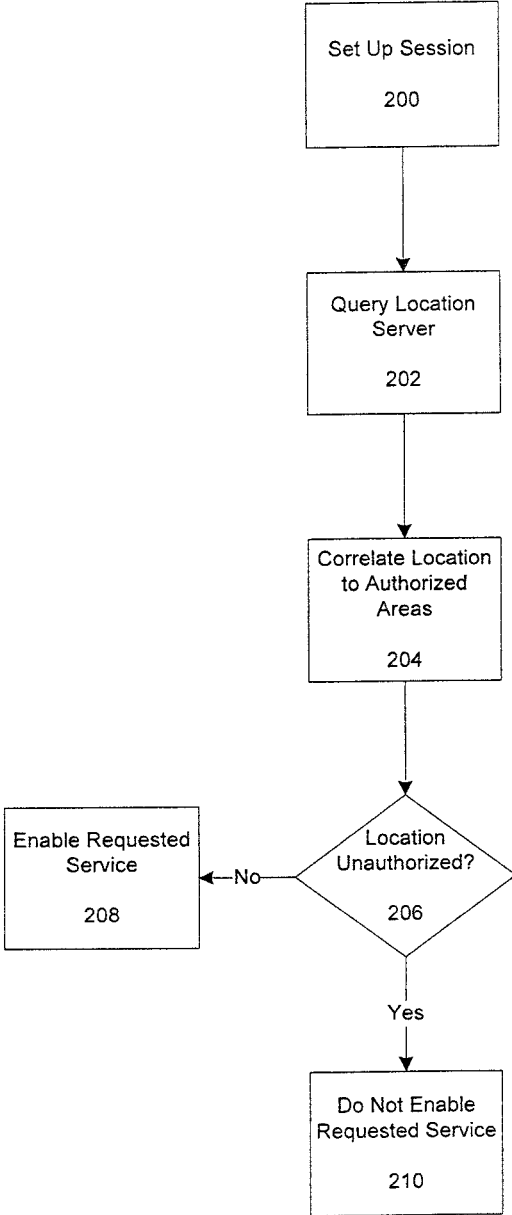 Set Up Session
200
Query Location
Server
202
Correlate Location
to Authorized
Areas
204
Location
Unauthorized?
206
No
Enable Requested
Service
208
Yes
Do Not Enable
Requested Service
210